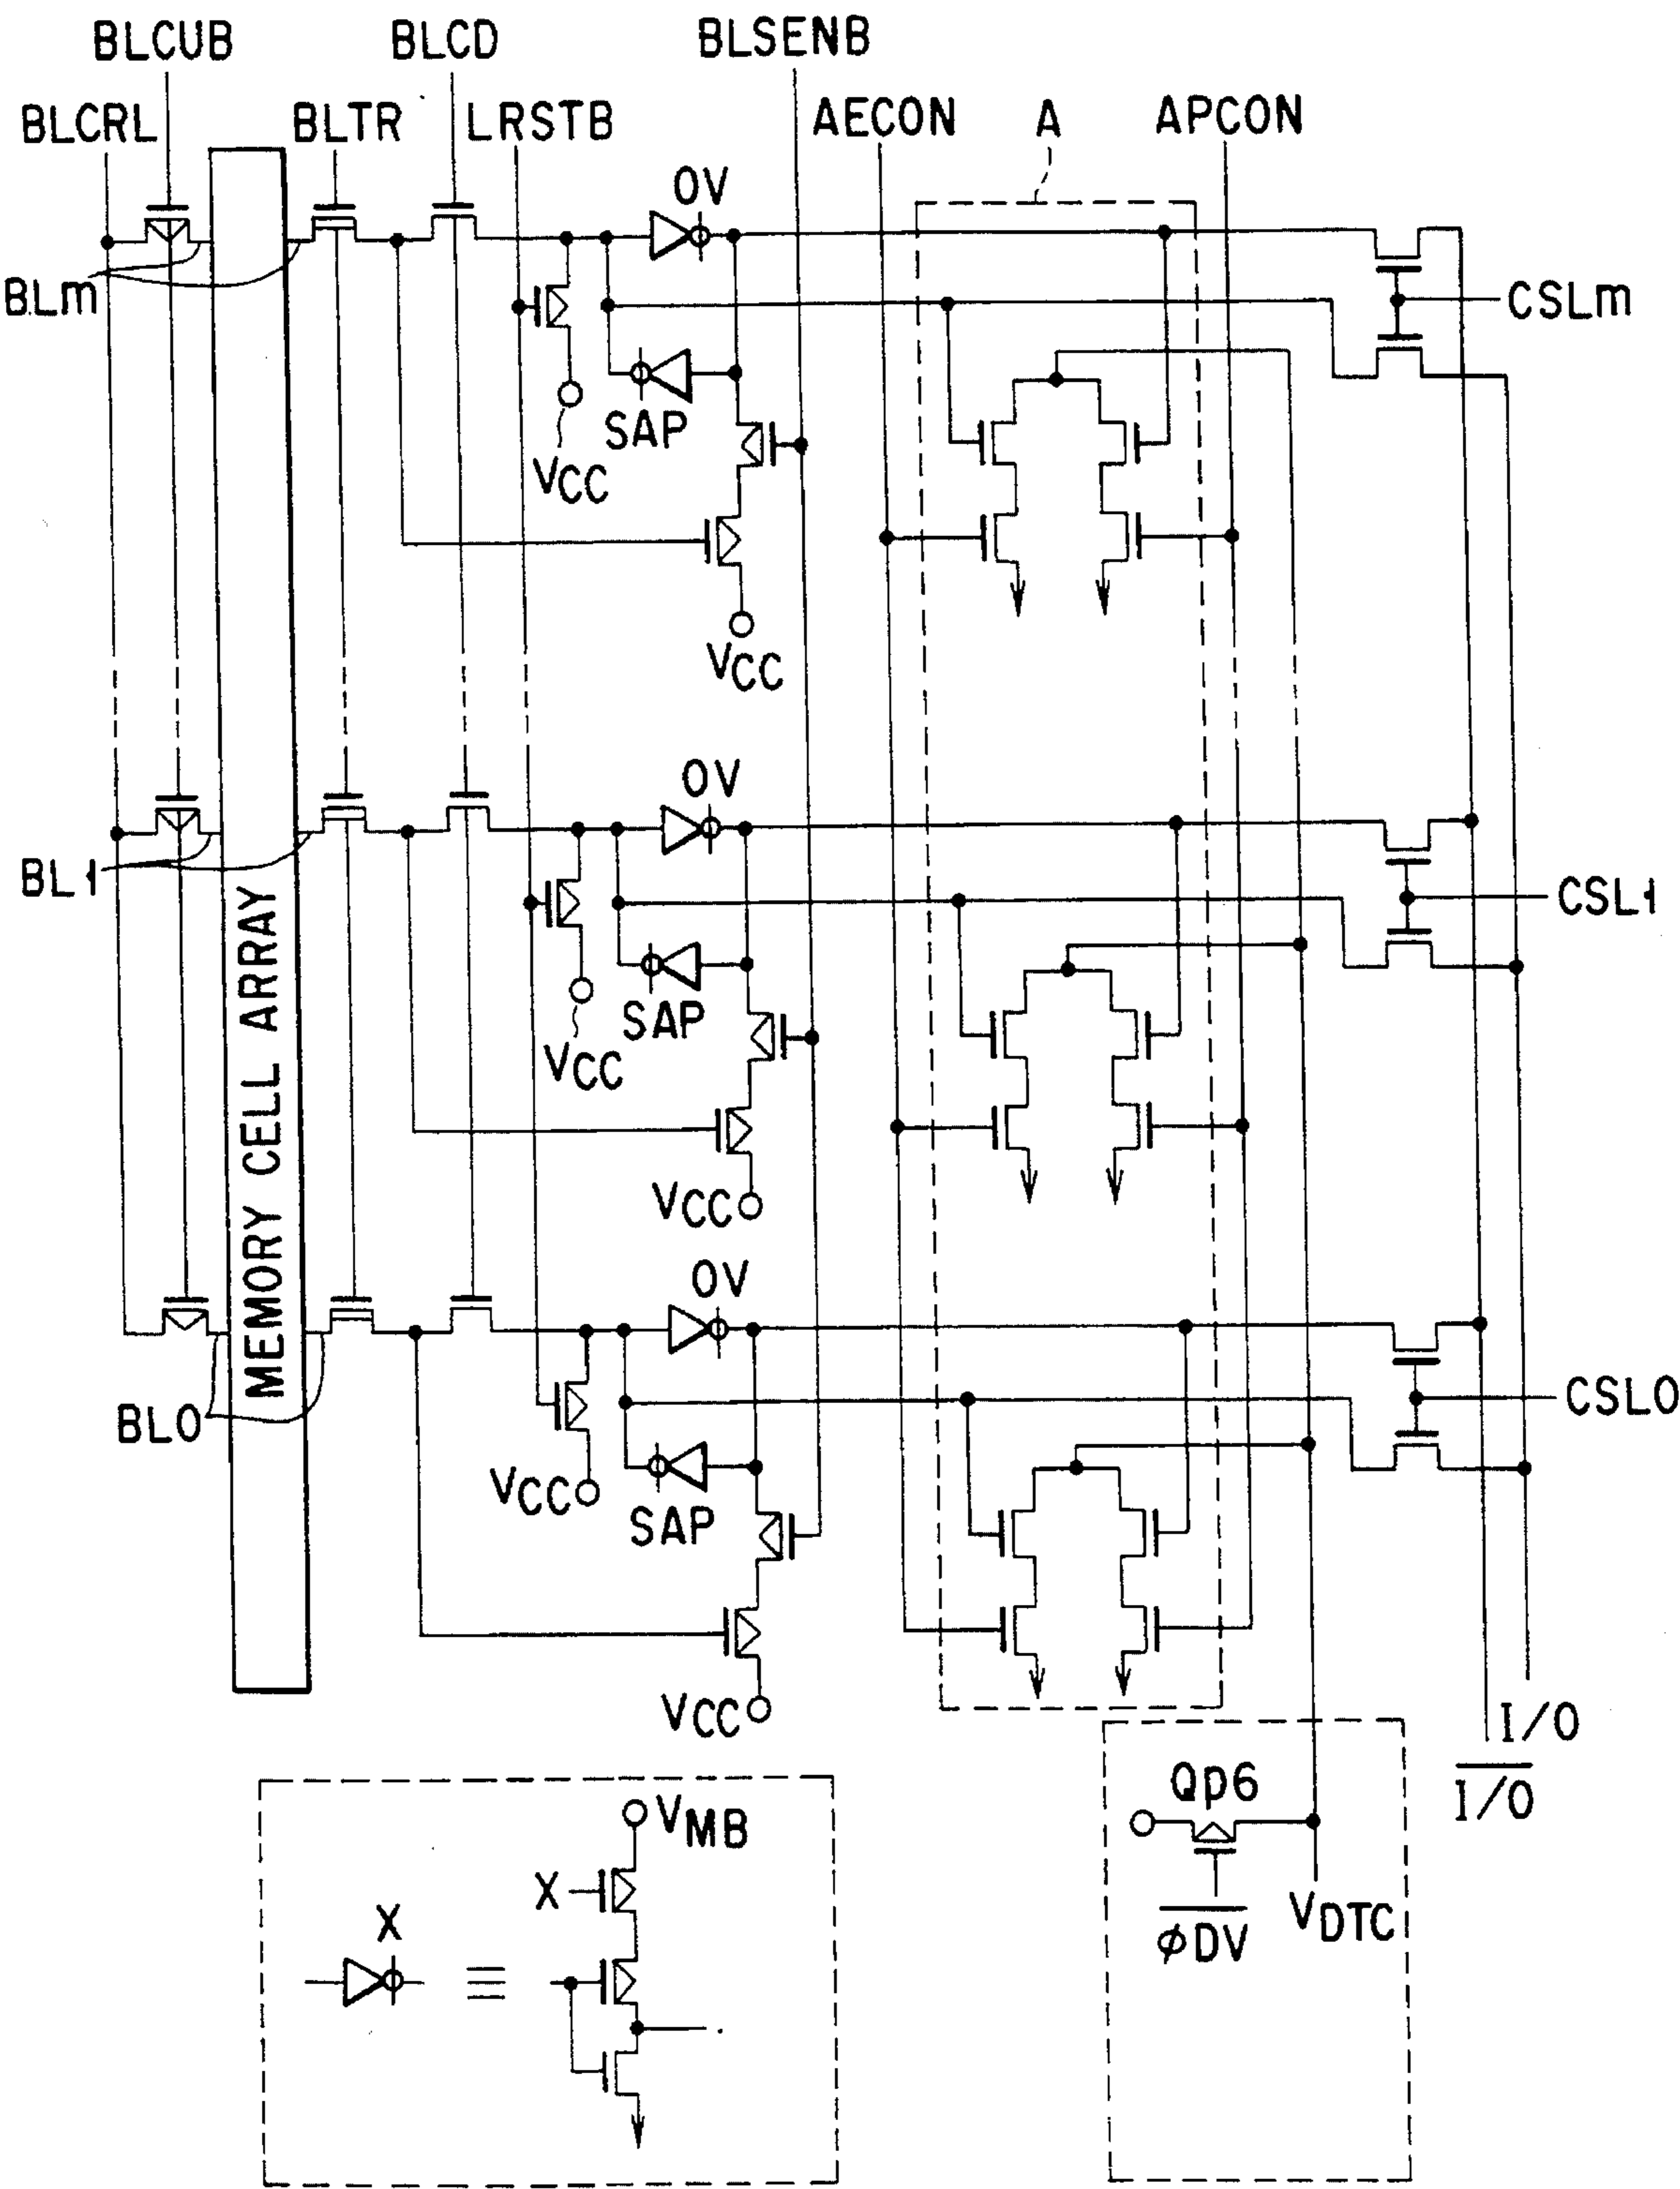 BLCUB
BLCD
BLSENB
BLCRL
BLTR
LRSTB
AECON
A
APCON
0V
BLm
CSLm
SAP
VCC
VCC
0V
BL1
CSL1
SAP
VCC
VCC
MEMORY CELL ARRAY
0V
BL0
CSL0
VCC
SAP
VCC
I/O
I/O
VMB
X
X
≡
Qp6
φDV
VDTC